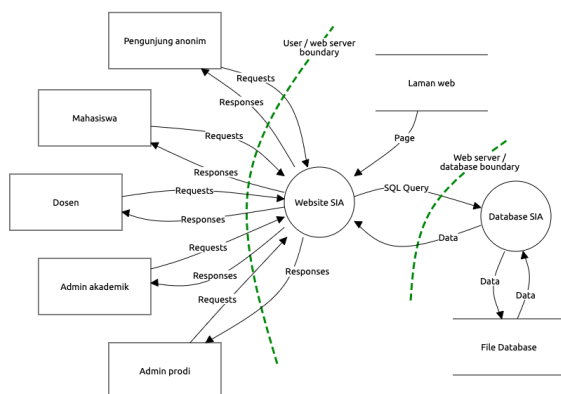 Pengunjung anonim
User / web server
boundary
Requests
Laman web
Responses
Mahasiswa
Requests
Page
Web server /
database boundary
Responses
Dosen
Requests
Website SIA
SQL Query
Responses
Database SIA
Requests
Data
Admin akademik
Responses
Responses
Requests
Data
Data
File Database
Admin prodi